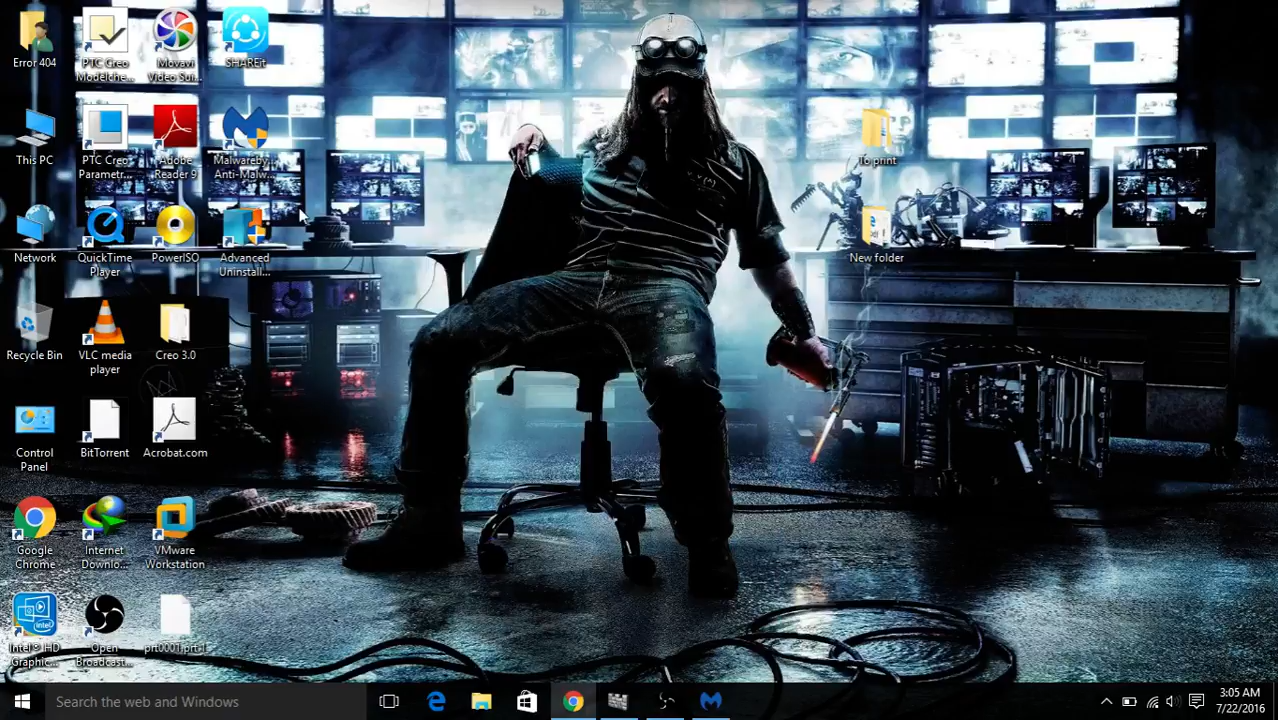 Error 404
PTC Creo
Modelche...
Movavi
Video Sui...
SHAREit
This PC
PTC Creo
Parametr...
Adobe
Reader 9
Malwareby...
Anti-Malw...
To print
Network
QuickTime
Player
PowerISO
Advanced
Uninstall...
New folder
Recycle Bin
VLC media
player
Creo 3.0
Control
Panel
BitTorrent
Acrobat.com
Google
Chrome
Internet
Downlo...
VMware
Workstation
Intel® HD
Graphic...
Open
Broadcast...
prt0001.prt.1
Search the web and Windows
3:05 AM
7/22/2016